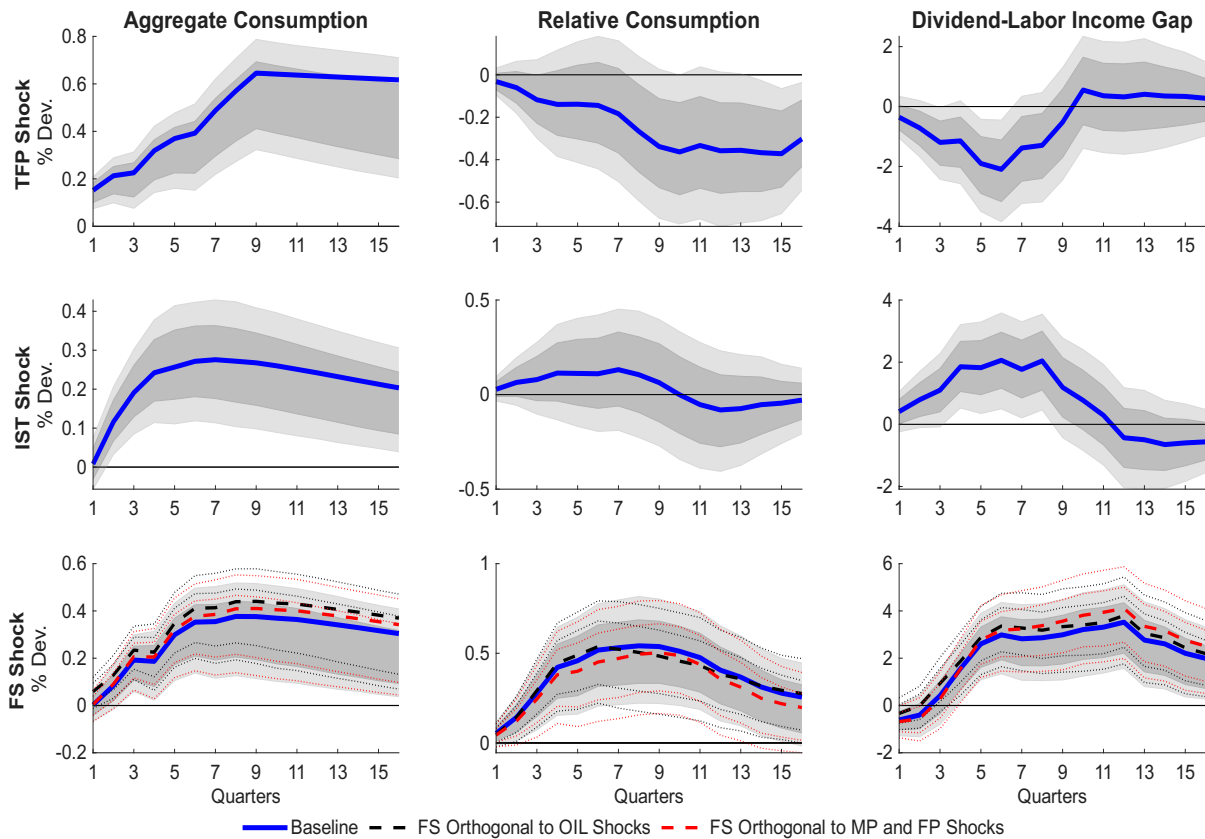 Aggregate Consumption
Relative Consumption
Dividend-Labor Income Gap
TFP Shock
% Dev.
0.8
0.6
0.4
0.2
0
1 3 5 7 9 11 13 15
0
-0.2
-0.4
-0.6
1 3 5 7 9 11 13 15
2
0
-2
-4
1 3 5 7 9 11 13 15
IST Shock
% Dev.
0.4
0.3
0.2
0.1
0
1 3 5 7 9 11 13 15
0.5
0
-0.5
1 3 5 7 9 11 13 15
4
2
0
-2
1 3 5 7 9 11 13 15
FS Shock
% Dev.
0.6
0.4
0.2
0
-0.2
1 3 5 7 9 11 13 15
Quarters
1
0.5
0
1 3 5 7 9 11 13 15
Quarters
6
4
2
0
-2
1 3 5 7 9 11 13 15
Quarters
Baseline FS Orthogonal to OIL Shocks FS Orthogonal to MP and FP Shocks